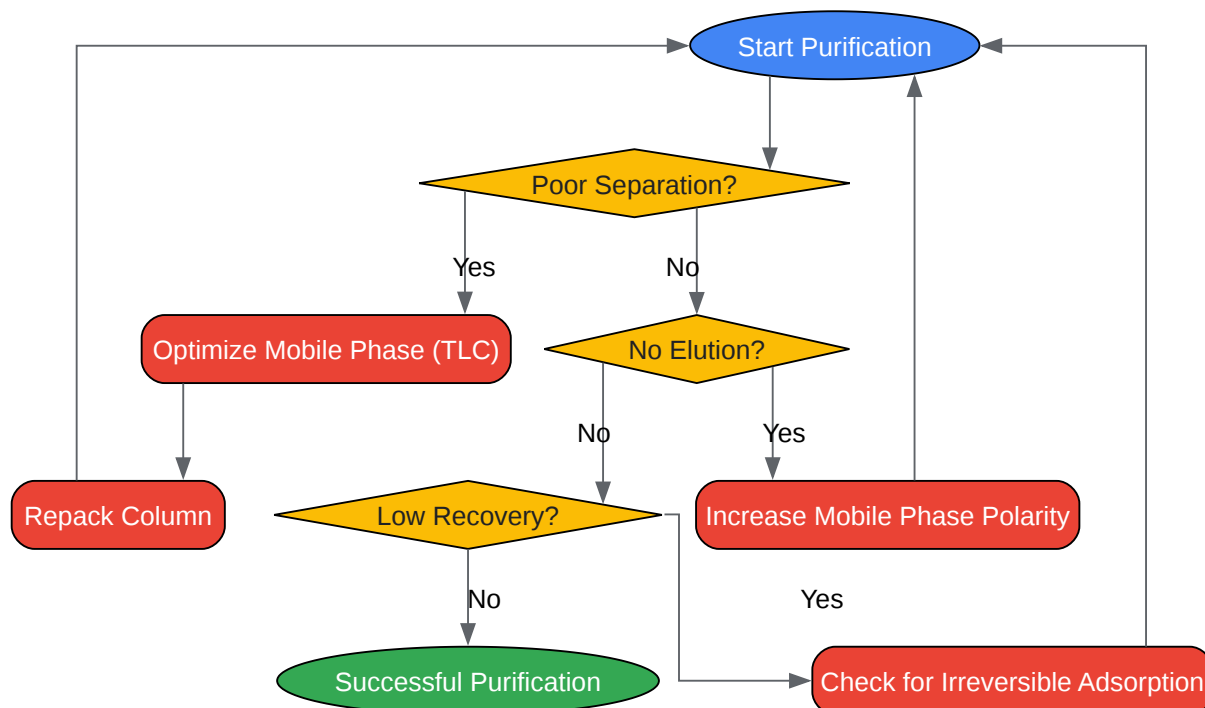 Start Purification
Poor Separation?
Yes
No
Optimize Mobile Phase (TLC)
No Elution?
No
Yes
Repack Column
Low Recovery?
Increase Mobile Phase Polarity
No
Yes
Successful Purification
Check for Irreversible Adsorption